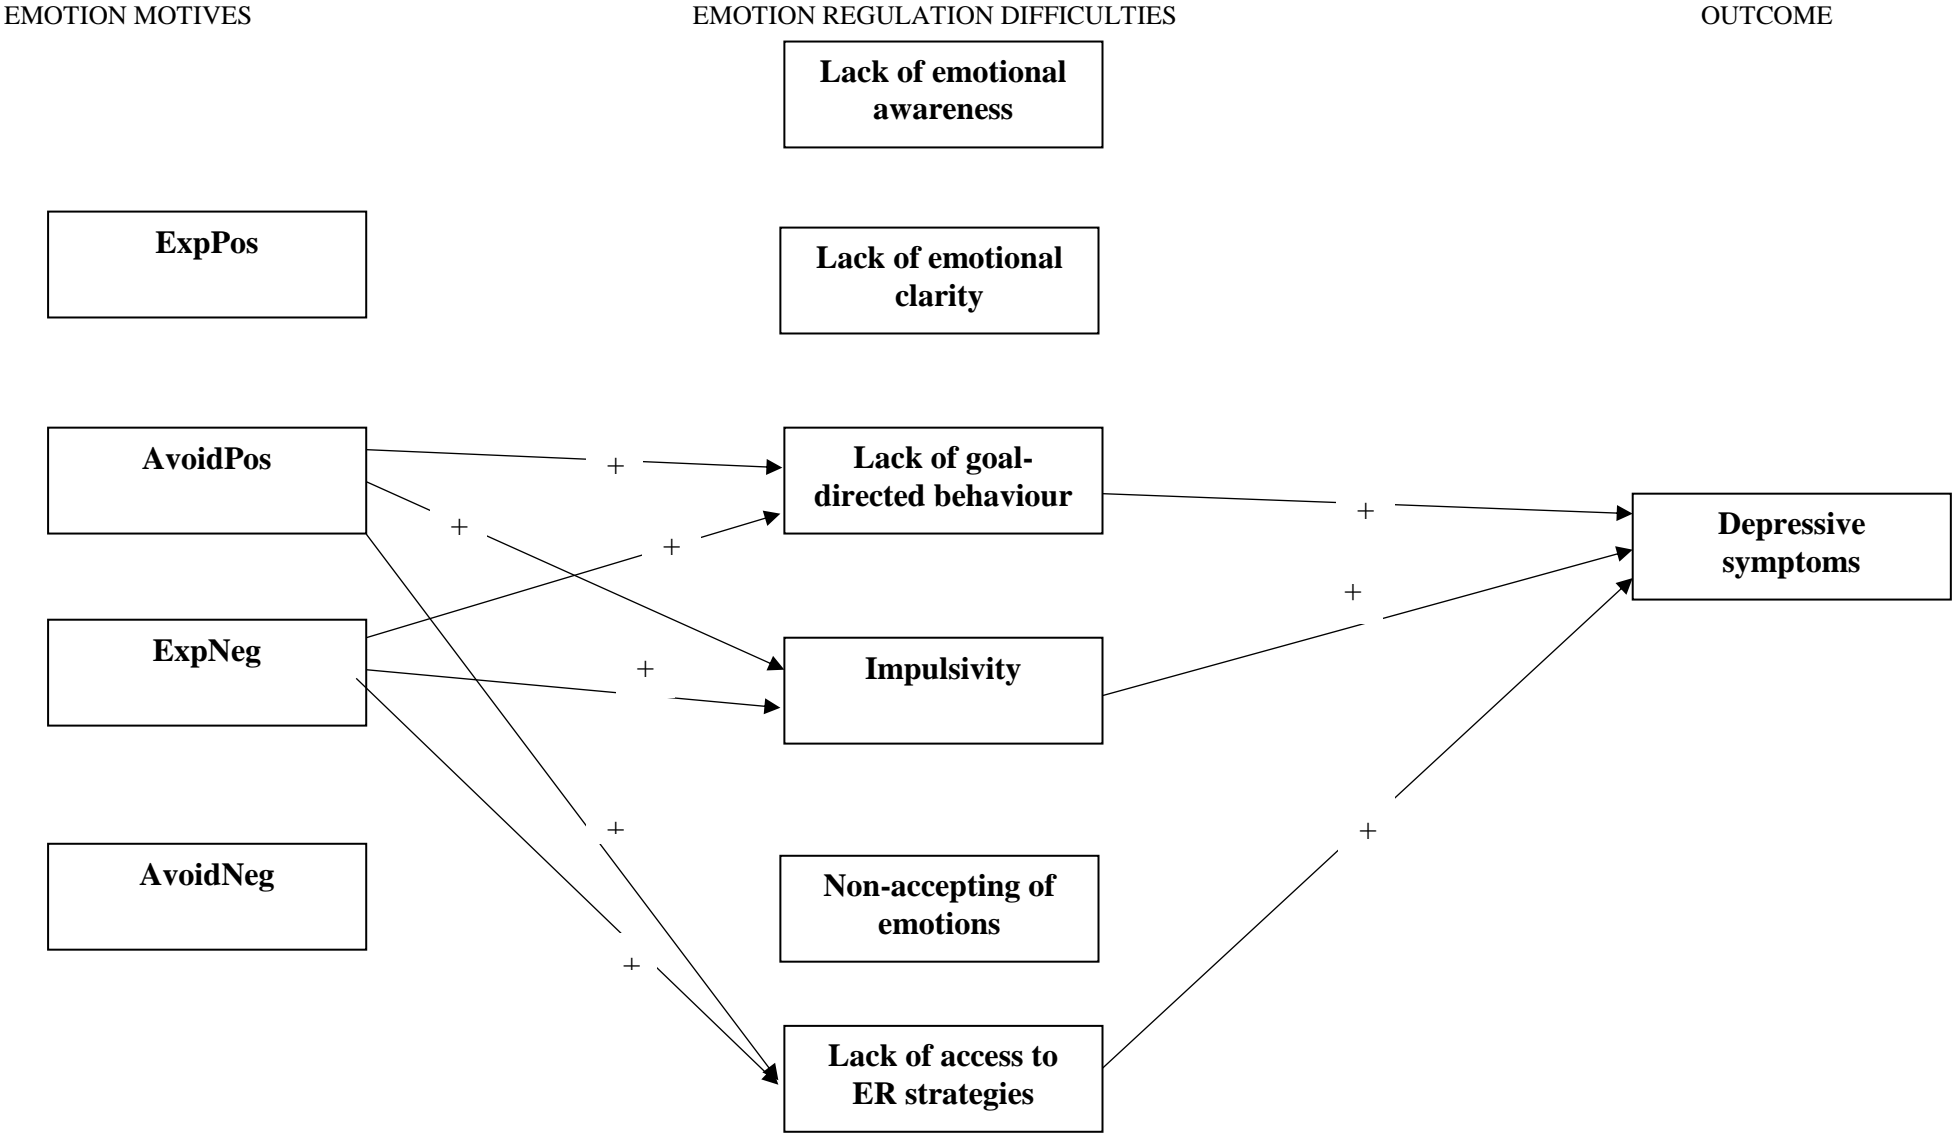 EMOTION MOTIVES
EMOTION REGULATION DIFFICULTIES
OUTCOME
Lack of emotional
awareness
ExpPos
Lack of emotional
clarity
AvoidPos
Lack of goal-
directed behaviour
+
+
+
+
Depressive
symptoms
+
ExpNeg
Impulsivity
+
+
+
+
AvoidNeg
Non-accepting of
emotions
+
Lack of access to
ER strategies